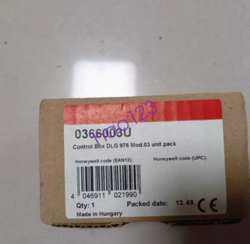 0366003U
Control Box DLG 976 Mod.03 unit pack
Honeywell code (EAN13):
Honeywell code (UPC):
4 046911 021990
Qty: 1
Packed date: 13.49.
Made in Hungary
CE